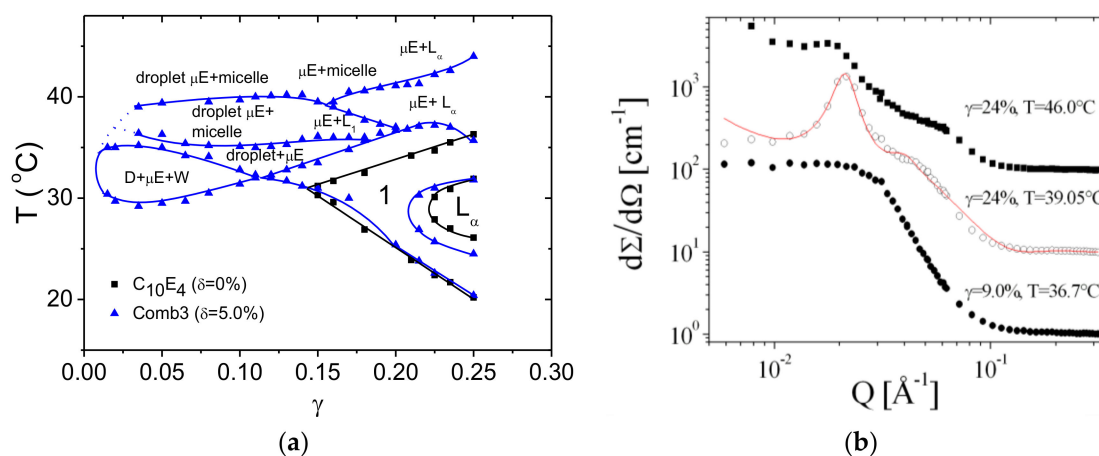 μE+Lα
μE+micelle
droplet μE+micelle
μE+ Lα
droplet μE+
micelle
μE+L1
droplet+μE
D+μE+W
1
Lα
C10E4 (δ=0%)
Comb3 (δ=5.0%)
40
30
20
T (°C)
0.00 0.05 0.10 0.15 0.20 0.25 0.30
γ
(a)
10³
10²
10¹
10⁰
dΣ/dΩ [cm⁻¹]
γ=24%, T=46.0°C
γ=24%, T=39.05°C
γ=9.0%, T=36.7°C
10⁻² 10⁻¹
Q [Å⁻¹]
(b)